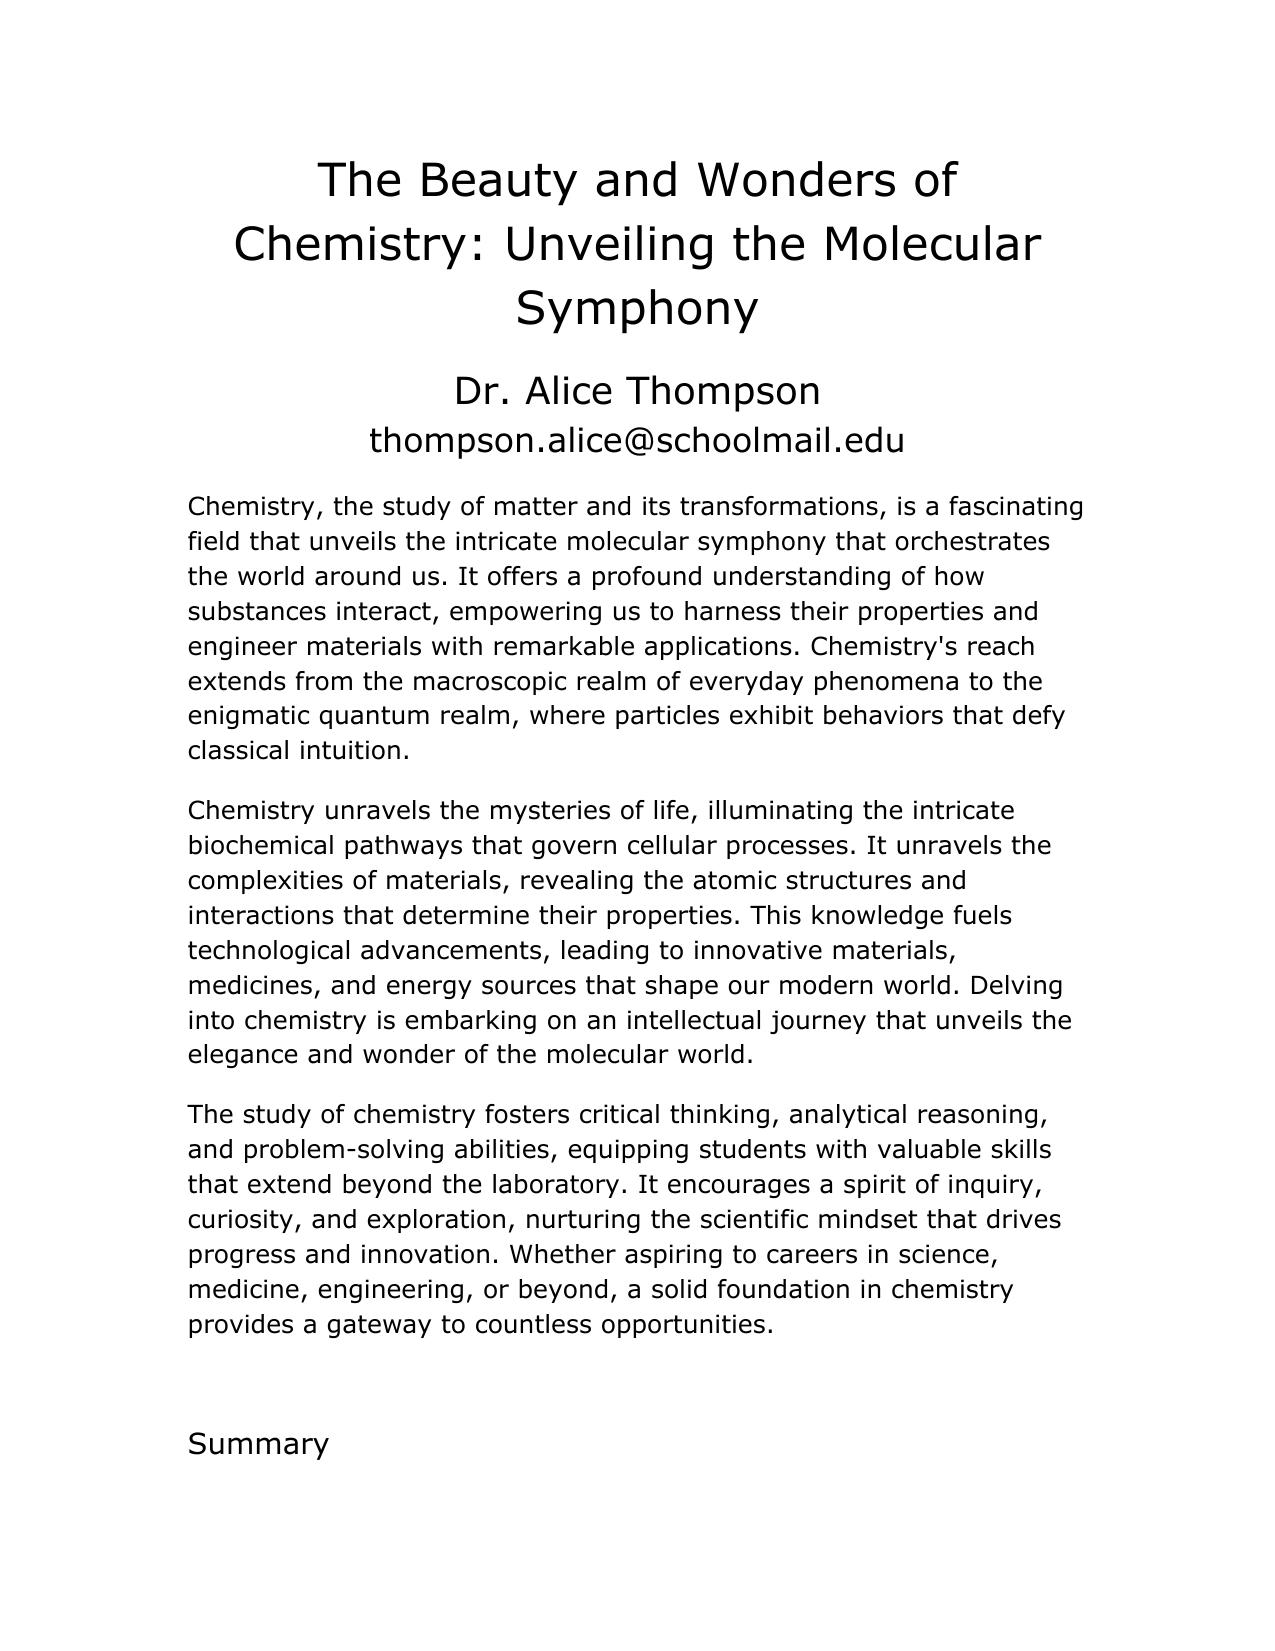 The Beauty and Wonders of
Chemistry: Unveiling the Molecular
Symphony
Dr. Alice Thompson
thompson.alice@schoolmail.edu
Chemistry, the study of matter and its transformations, is a fascinating
field that unveils the intricate molecular symphony that orchestrates
the world around us. It offers a profound understanding of how
substances interact, empowering us to harness their properties and
engineer materials with remarkable applications. Chemistry's reach
extends from the macroscopic realm of everyday phenomena to the
enigmatic quantum realm, where particles exhibit behaviors that defy
classical intuition.
Chemistry unravels the mysteries of life, illuminating the intricate
biochemical pathways that govern cellular processes. It unravels the
complexities of materials, revealing the atomic structures and
interactions that determine their properties. This knowledge fuels
technological advancements, leading to innovative materials,
medicines, and energy sources that shape our modern world. Delving
into chemistry is embarking on an intellectual journey that unveils the
elegance and wonder of the molecular world.
The study of chemistry fosters critical thinking, analytical reasoning,
and problem-solving abilities, equipping students with valuable skills
that extend beyond the laboratory. It encourages a spirit of inquiry,
curiosity, and exploration, nurturing the scientific mindset that drives
progress and innovation. Whether aspiring to careers in science,
medicine, engineering, or beyond, a solid foundation in chemistry
provides a gateway to countless opportunities.
Summary